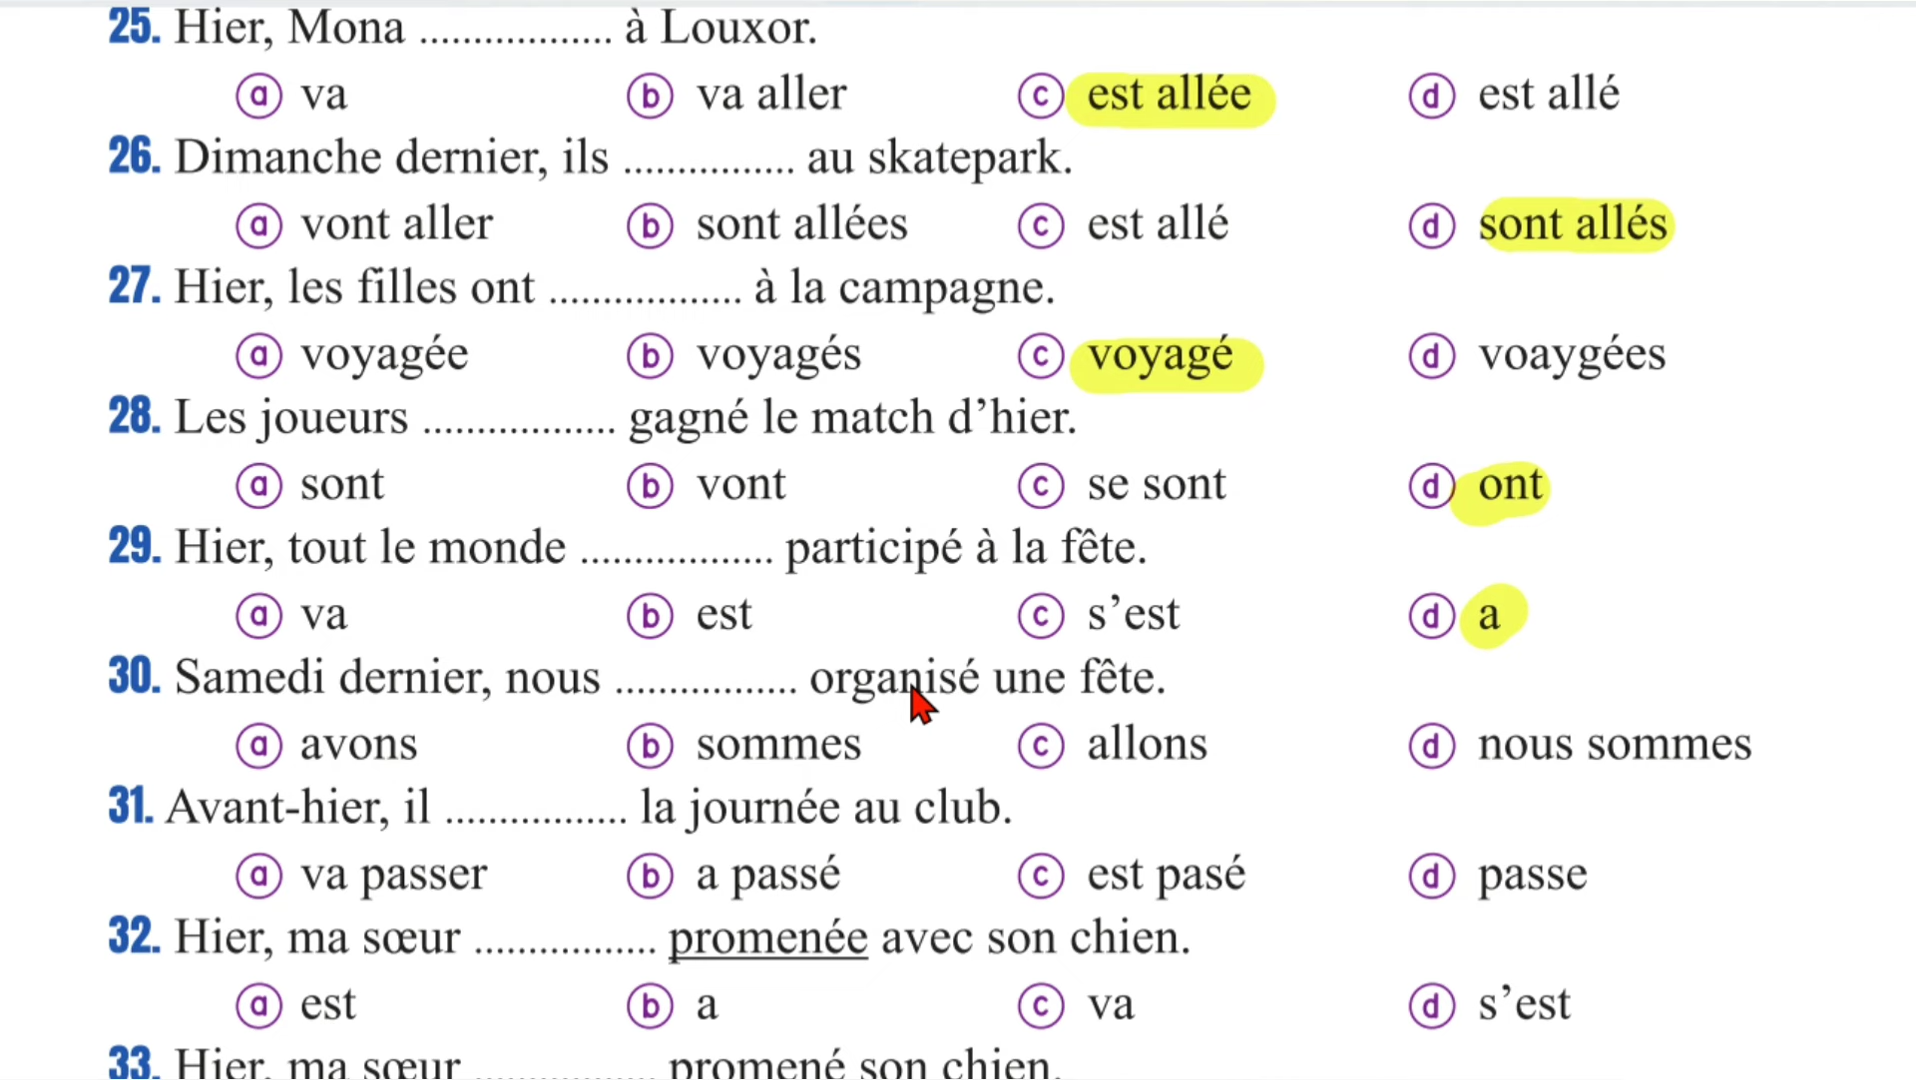 25. Hier, Mona .................. à Louxor.
ⓐ va ⓑ va aller ⓒ est allée ⓓ est allé
26. Dimanche dernier, ils ................ au skatepark.
ⓐ vont aller ⓑ sont allées ⓒ est allé ⓓ sont allés
27. Hier, les filles ont .................. à la campagne.
ⓐ voyagée ⓑ voyagés ⓒ voyagé ⓓ voaygées
28. Les joueurs .................. gagné le match d’hier.
ⓐ sont ⓑ vont ⓒ se sont ⓓ ont
29. Hier, tout le monde .................. participé à la fête.
ⓐ va ⓑ est ⓒ s’est ⓓ a
30. Samedi dernier, nous ................. organisé une fête.
ⓐ avons ⓑ sommes ⓒ allons ⓓ nous sommes
31. Avant-hier, il ................. la journée au club.
ⓐ va passer ⓑ a passé ⓒ est pasé ⓓ passe
32. Hier, ma sœur ................. promenée avec son chien.
ⓐ est ⓑ a ⓒ va ⓓ s’est
33. Hier, ma sœur ................. promené son chien.